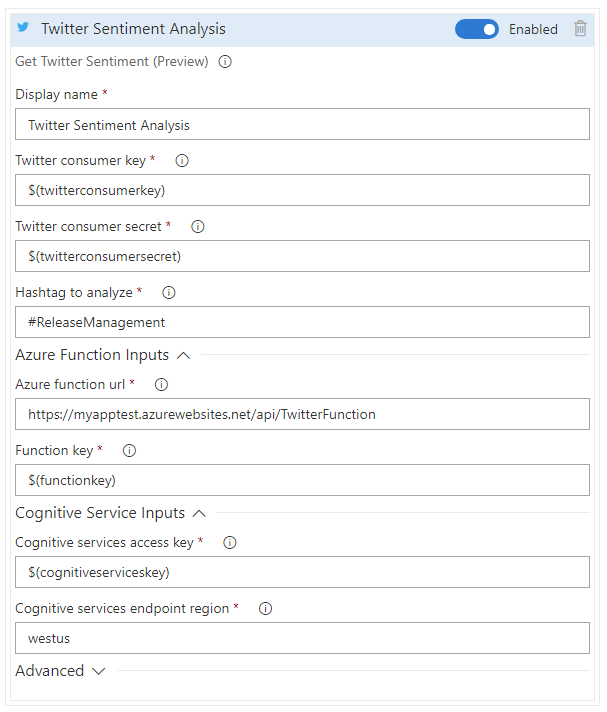 Twitter Sentiment Analysis Enabled
Get Twitter Sentiment (Preview)
Display name *
Twitter Sentiment Analysis
Twitter consumer key *
$(twitterconsumerkey)
Twitter consumer secret *
$(twitterconsumersecret)
Hashtag to analyze *
#ReleaseManagement
Azure Function Inputs
Azure function url *
https://myapptest.azurewebsites.net/api/TwitterFunction
Function key *
$(functionkey)
Cognitive Service Inputs
Cognitive services access key *
$(cognitiveserviceskey)
Cognitive services endpoint region *
westus
Advanced